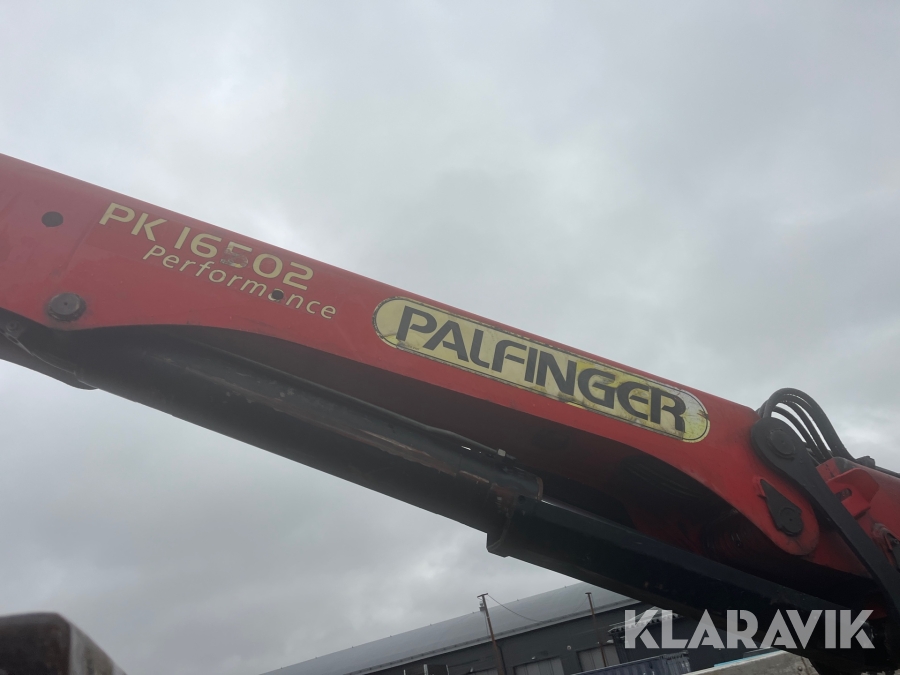 PK 16502
Performance
PALFINGER
KLARAVIK